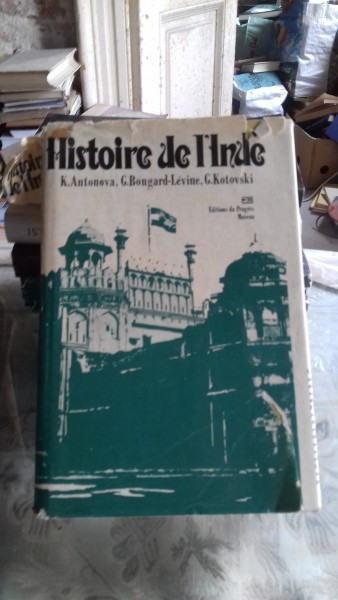 Histoire de l'Inde
K.Antonova, G.Bongard-Lévine, G.Kotovski
Editions du Progrès
Moscou